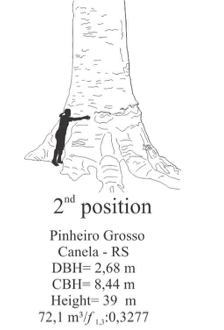 2nd position
Pinheiro Grosso
Canela - RS
DBH= 2,68 m
CBH= 8,44 m
Height= 39 m
72,1 m³/f 1,3:0,3277